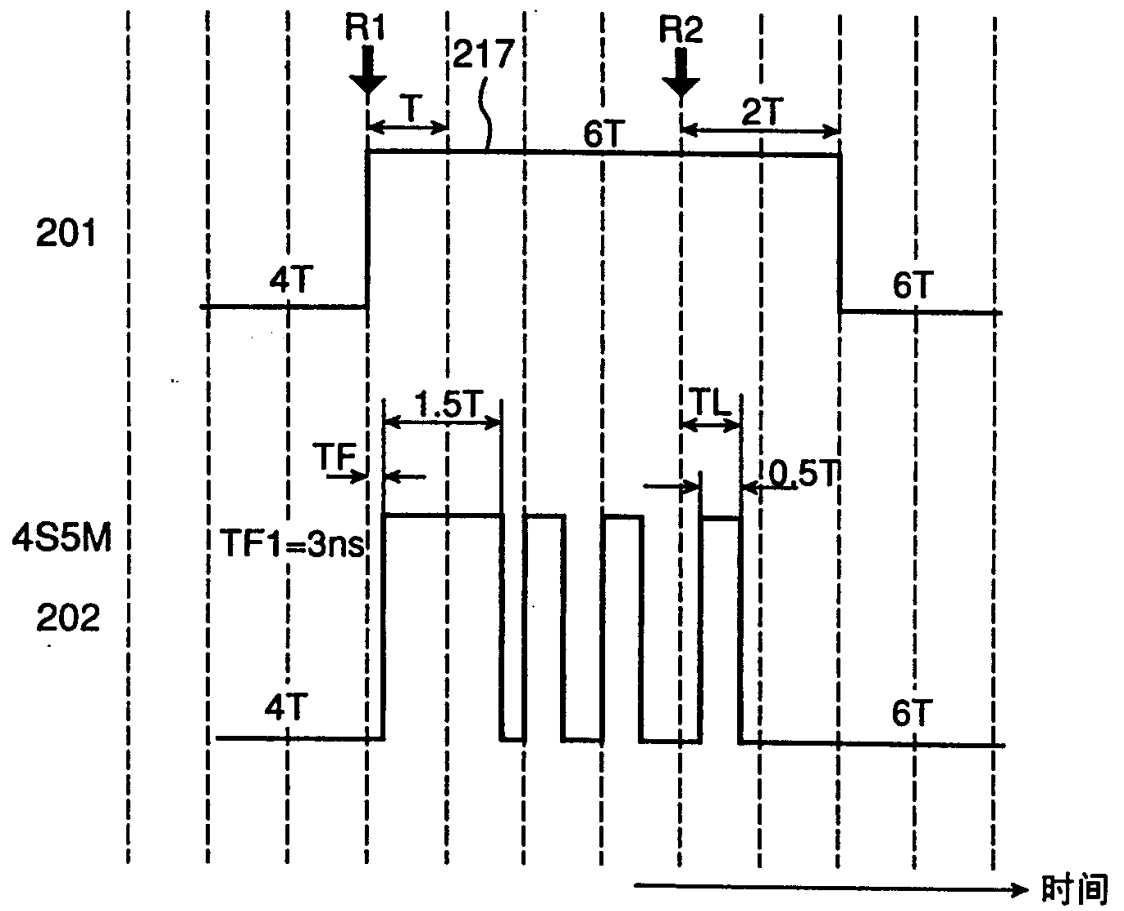 R1
R2
217
T
2T
6T
201
4T
6T
1.5T
TL
TF
0.5T
4S5M
TF1=3ns
202
4T
6T
时间